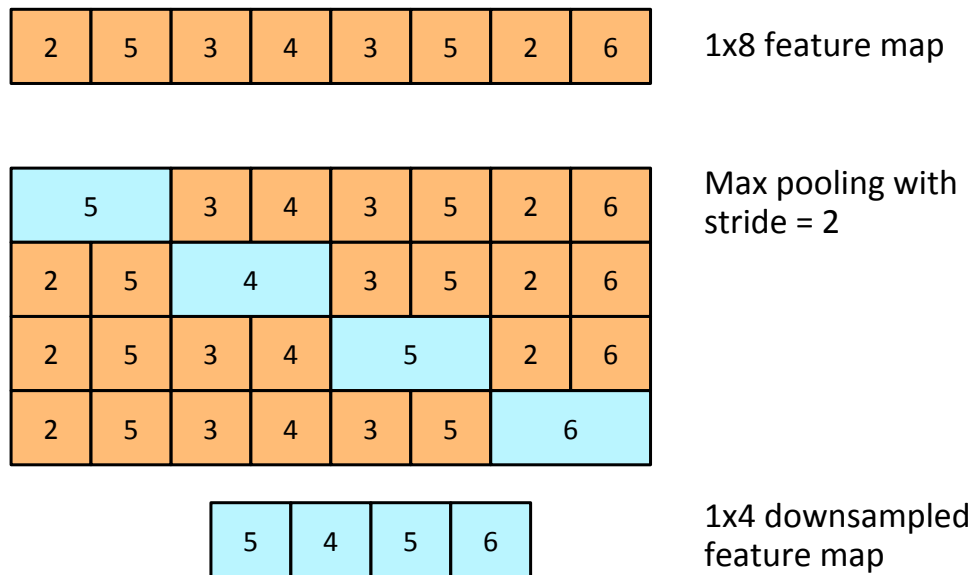 2 5 3 4 3 5 2 6
1x8 feature map
5 3 4 3 5 2 6
Max pooling with
stride = 2
2 5 4 3 5 2 6
2 5 3 4 5 2 6
2 5 3 4 3 5 6
5 4 5 6
1x4 downsampled
feature map